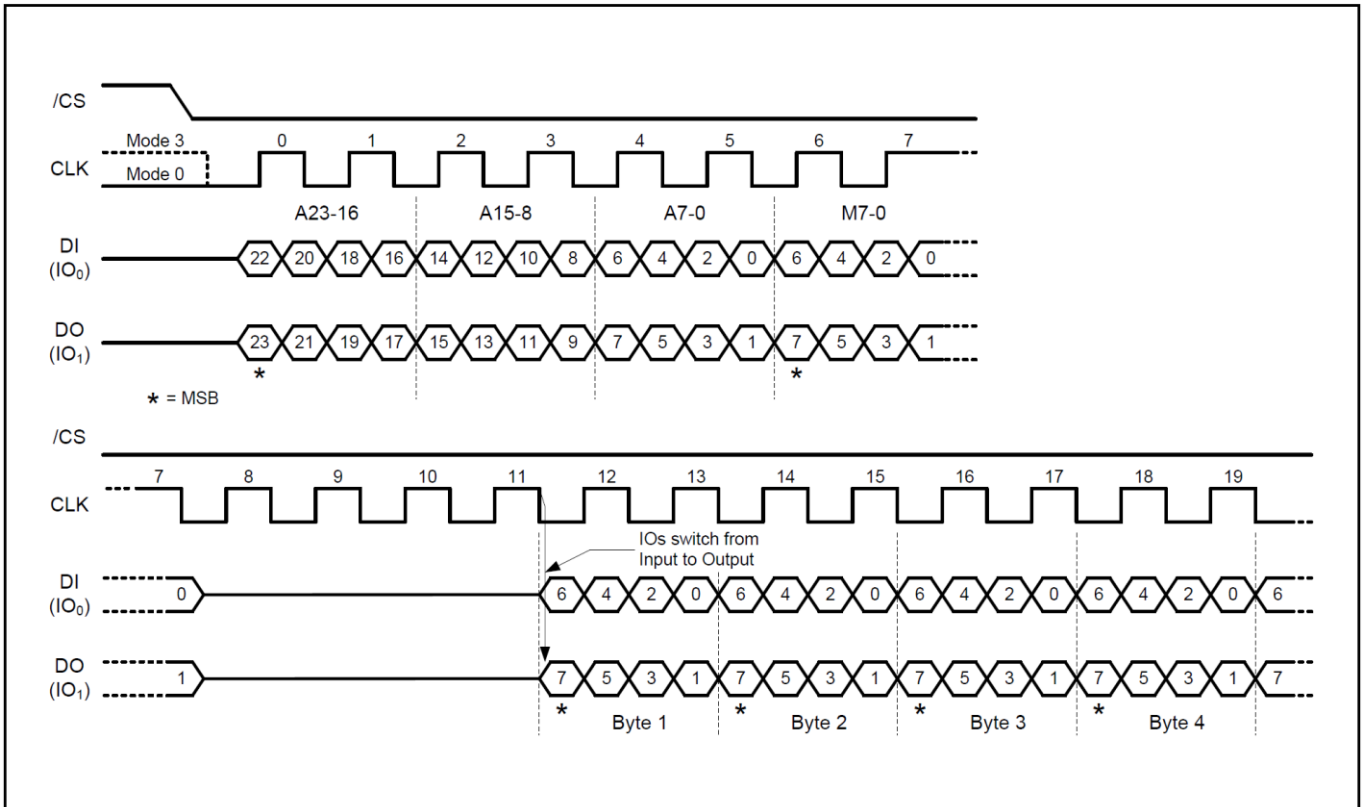 /CS
Mode 3 0 1 2 3 4 5 6 7
CLK
Mode 0
A23-16 A15-8 A7-0 M7-0
DI
(IO0)
22 20 18 16 14 12 10 8 6 4 2 0 6 4 2 0
DO
(IO1)
23 21 19 17 15 13 11 9 7 5 3 1 7 5 3 1
* *
* = MSB
/CS
7 8 9 10 11 12 13 14 15 16 17 18 19
CLK
IOs switch from
Input to Output
DI
(IO0)
0 6 4 2 0 6 4 2 0 6 4 2 0 6 4 2 0 6
DO
(IO1)
1 7 5 3 1 7 5 3 1 7 5 3 1 7 5 3 1 7
* Byte 1 * Byte 2 * Byte 3 * Byte 4